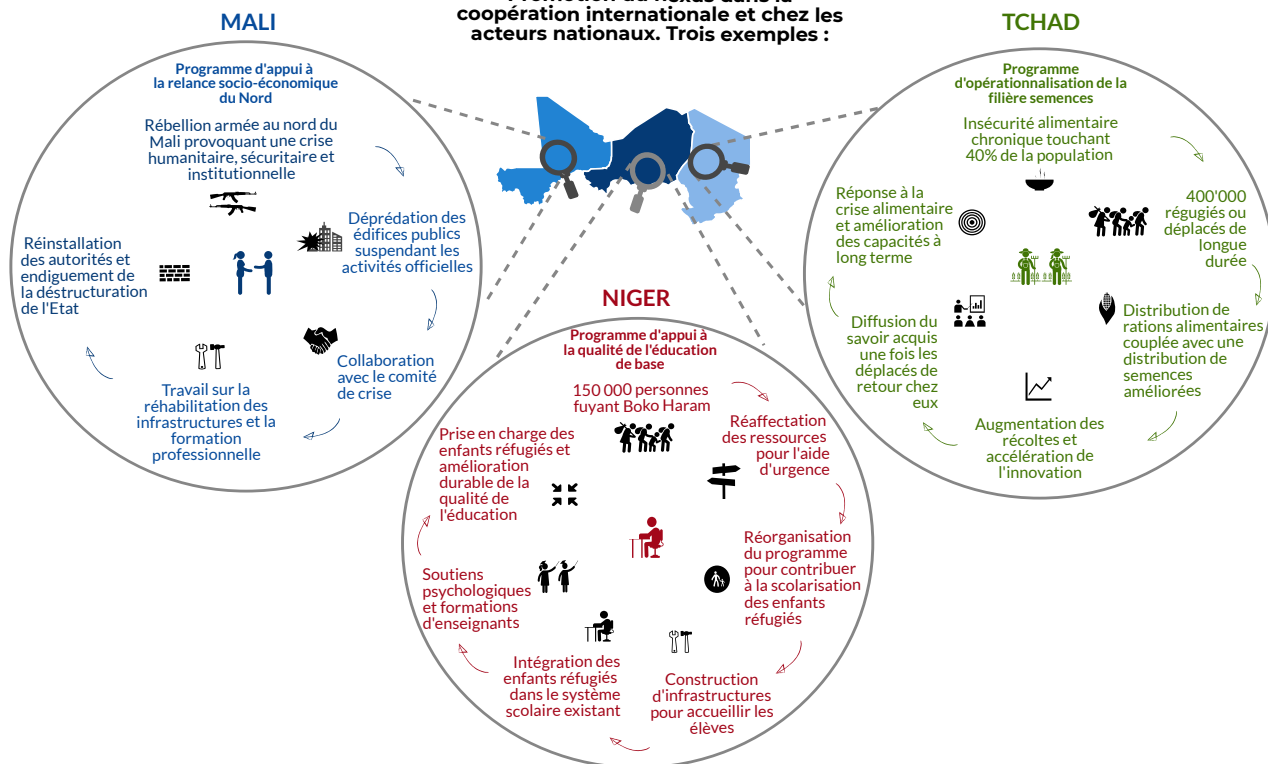 Promotion du nexus dans la
coopération internationale et chez les
acteurs nationaux. Trois exemples :
MALI
Programme d'appui à
la relance socio-économique
du Nord
Rébellion armée au nord du
Mali provoquant une crise
humanitaire, sécuritaire et
institutionnelle
Déprédation des
édifices publics
suspendant les
activités officielles
Collaboration
avec le comité
de crise
Travail sur la
réhabilitation des
infrastructures et la
formation
professionnelle
Réinstallation
des autorités et
endiguement de
la déstructuration
de l'Etat
NIGER
Programme d'appui à
la qualité de l'éducation
de base
150 000 personnes
fuyant Boko Haram
Réaffectation
des ressources
pour l'aide
d'urgence
Réorganisation
du programme
pour contribuer
à la scolarisation
des enfants
réfugiés
Construction
d'infrastructures
pour accueillir les
élèves
Intégration des
enfants réfugiés
dans le système
scolaire existant
Soutiens
psychologiques
et formations
d'enseignants
Prise en charge des
enfants réfugiés et
amélioration
durable de la
qualité de
l'éducation
TCHAD
Programme
d'opérationnalisation de la
filière semences
Insécurité alimentaire
chronique touchant
40% de la population
400'000
régugiés ou
déplacés de
longue
durée
Distribution de
rations alimentaires
couplée avec une
distribution de
semences
améliorées
Augmentation des
récoltes et
accélération de
l'innovation
Diffusion du
savoir acquis
une fois les
déplacés de
retour chez
eux
Réponse à la
crise alimentaire
et amélioration
des capacités à
long terme